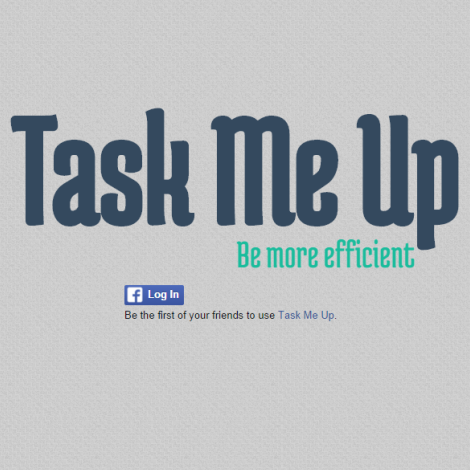 Task Me Up
Be more efficient
Log In
Be the first of your friends to use Task Me Up.